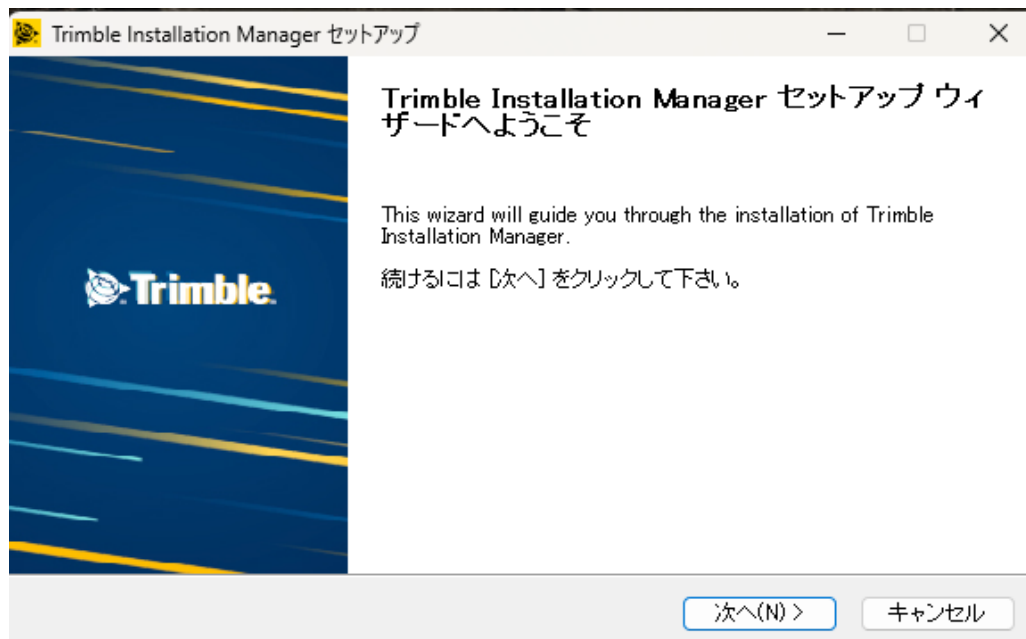 Trimble Installation Manager セットアップ
Trimble Installation Manager セットアップ ウィ
ザードへようこそ
This wizard will guide you through the installation of Trimble
Installation Manager.
続けるには [次へ] をクリックして下さい。
Trimble.
次へ(N) >
キャンセル